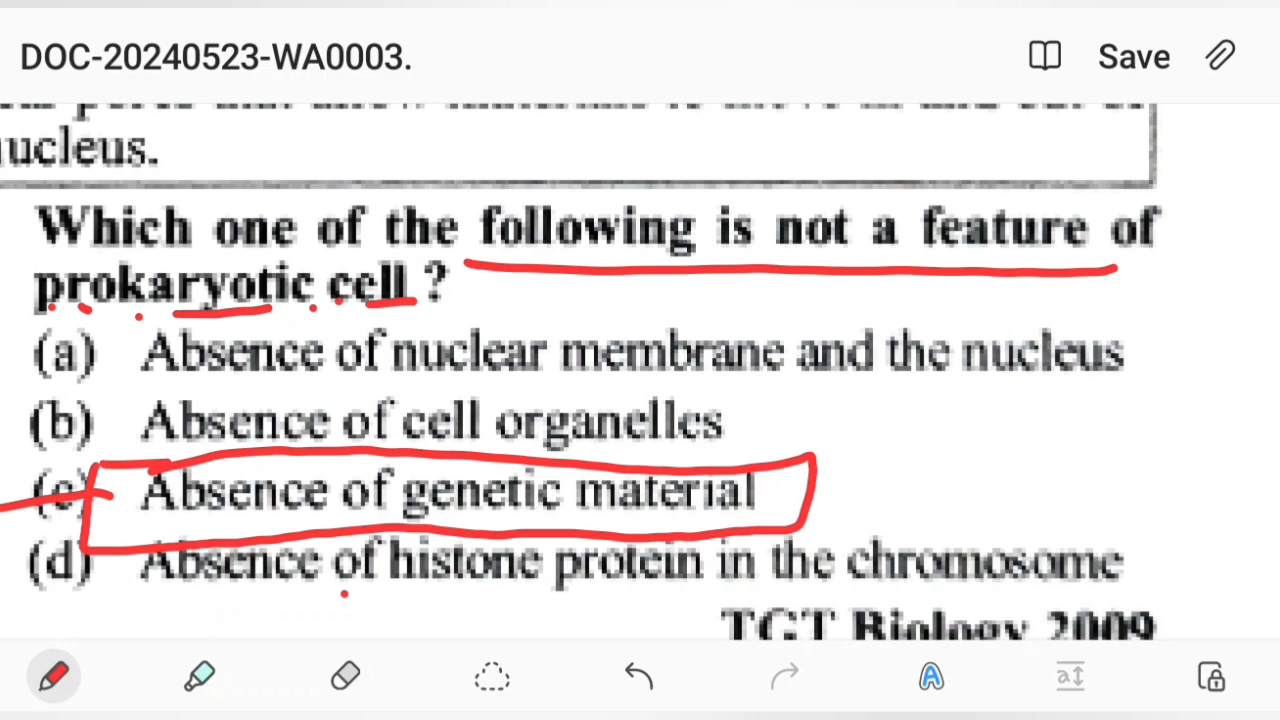 DOC-20240523-WA0003.
Save
nucleus.
Which one of the following is not a feature of
prokaryotic cell ?
(a) Absence of nuclear membrane and the nucleus
(b) Absence of cell organelles
(c) Absence of genetic material
(d) Absence of histone protein in the chromosome
TGT Biology 2009